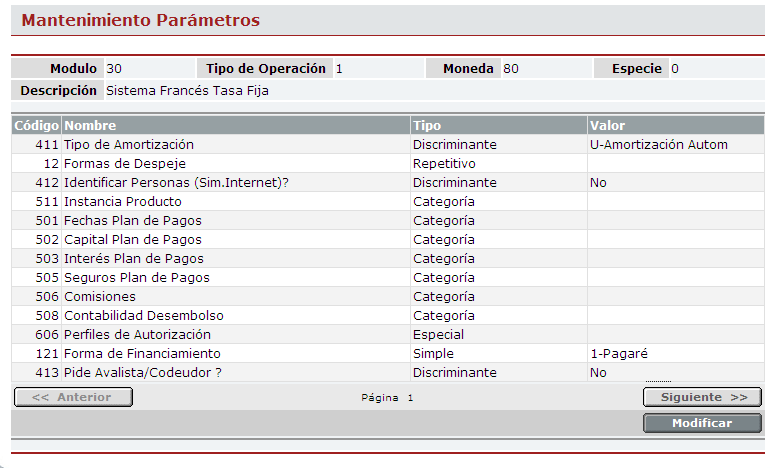 Mantenimiento Parámetros
Modulo 30 Tipo de Operación 1 Moneda 80 Especie 0
Descripción Sistema Francés Tasa Fija
Código Nombre Tipo Valor
411 Tipo de Amortización Discriminante U-Amortización Autom
12 Formas de Despeje Repetitivo
412 Identificar Personas (Sim.Internet)? Discriminante No
511 Instancia Producto Categoría
501 Fechas Plan de Pagos Categoría
502 Capital Plan de Pagos Categoría
503 Interés Plan de Pagos Categoría
505 Seguros Plan de Pagos Categoría
506 Comisiones Categoría
508 Contabilidad Desembolso Categoría
606 Perfiles de Autorización Especial
121 Forma de Financiamiento Simple 1-Pagaré
413 Pide Avalista/Codeudor ? Discriminante No
<< Anterior Página 1 Siguiente >>
Modificar